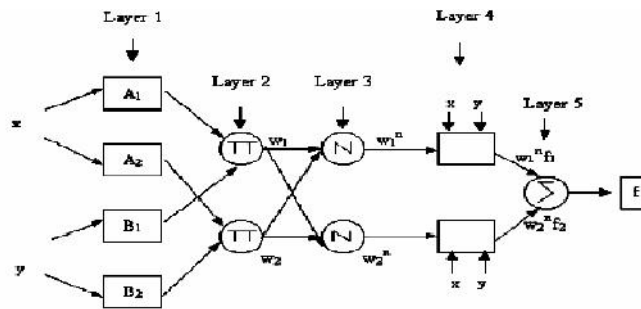 Layer 1
Layer 2
Layer 3
Layer 4
Layer 5
x
y
A1
A2
B1
B2
Π
Π
w1
w2
N
N
w1ⁿ
w2ⁿ
x y
x y
w1ⁿf1
w2ⁿf2
Σ